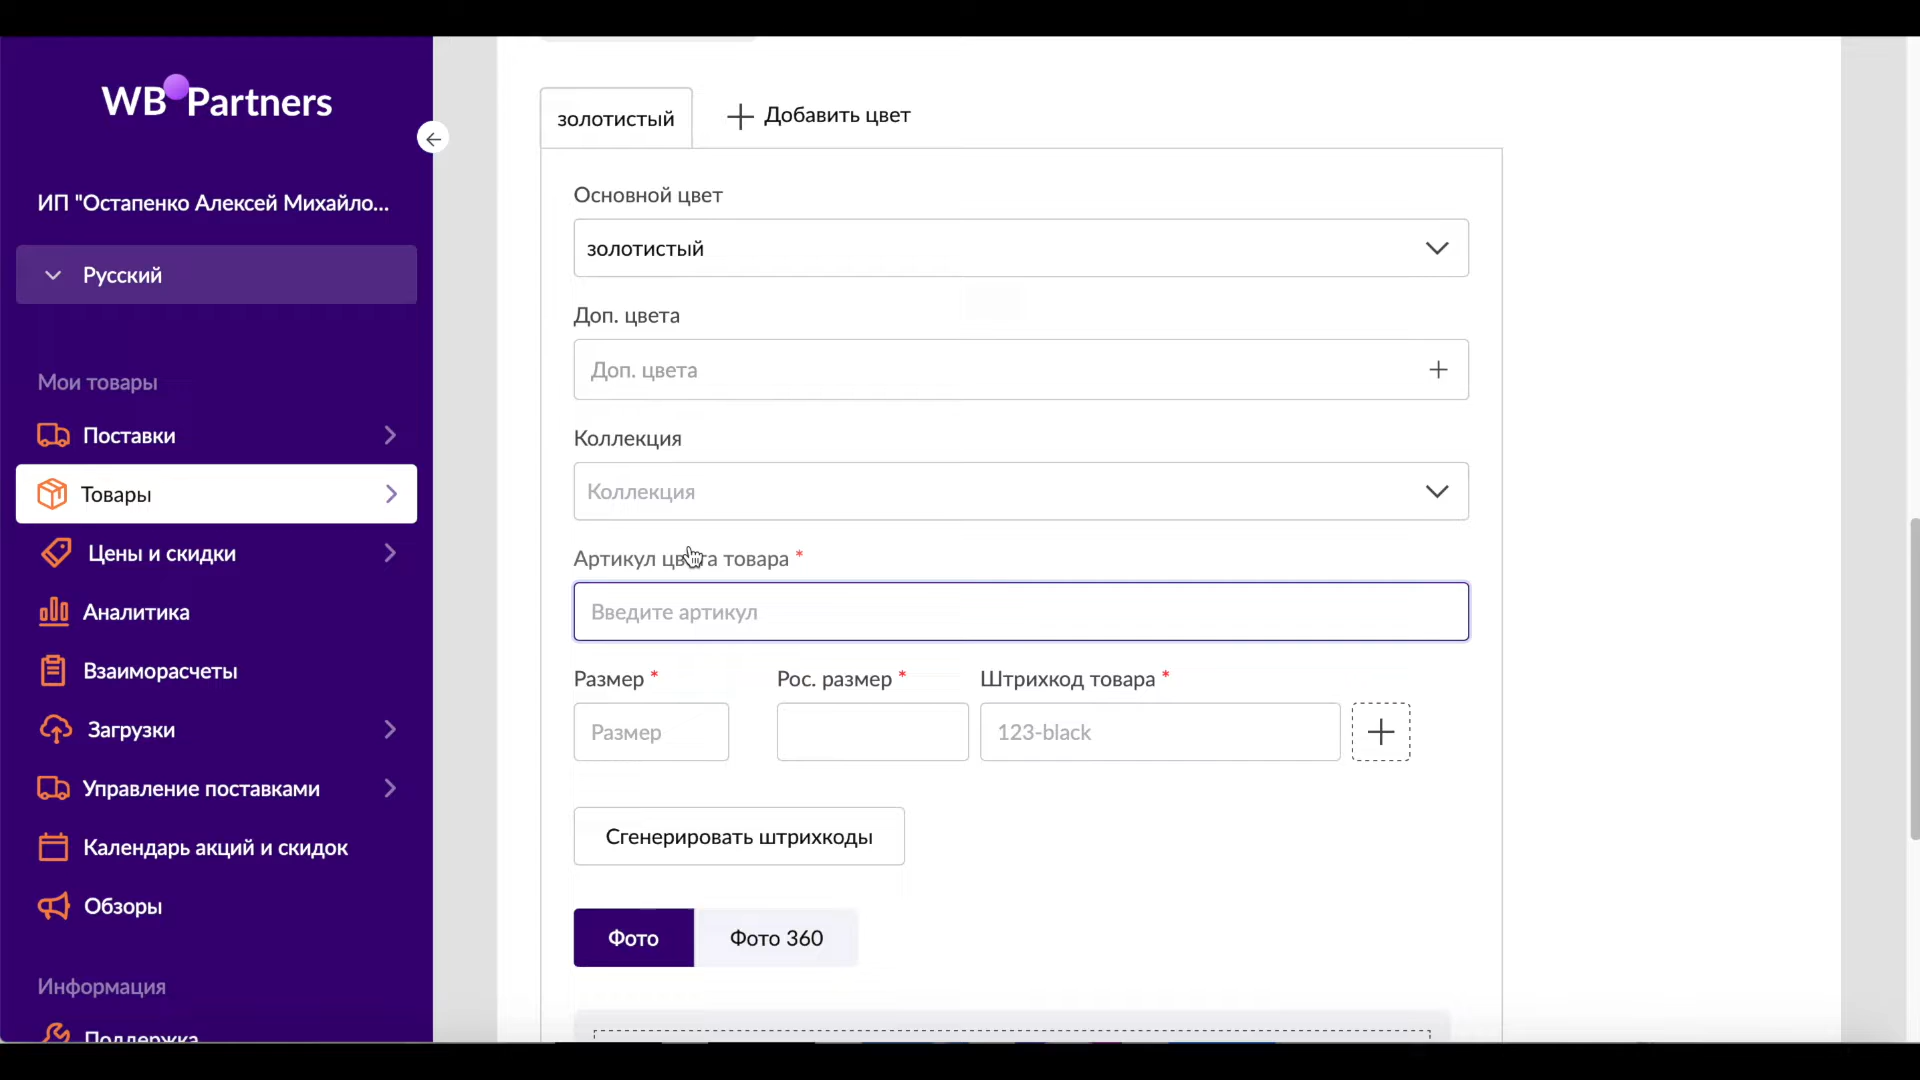 WB Partners
ИП "Остапенко Алексей Михайло...
Русский
Мои товары
Поставки
Товары
Цены и скидки
Аналитика
Взаиморасчеты
Загрузки
Управление поставками
Календарь акций и скидок
Обзоры
Информация
Поддержка
золотистый
Добавить цвет
Основной цвет
золотистый
Доп. цвета
Доп. цвета
Коллекция
Коллекция
Артикул цвета товара *
Введите артикул
Размер * Рос. размер * Штрихкод товара *
Размер 123-black
Сгенерировать штрихкоды
Фото Фото 360